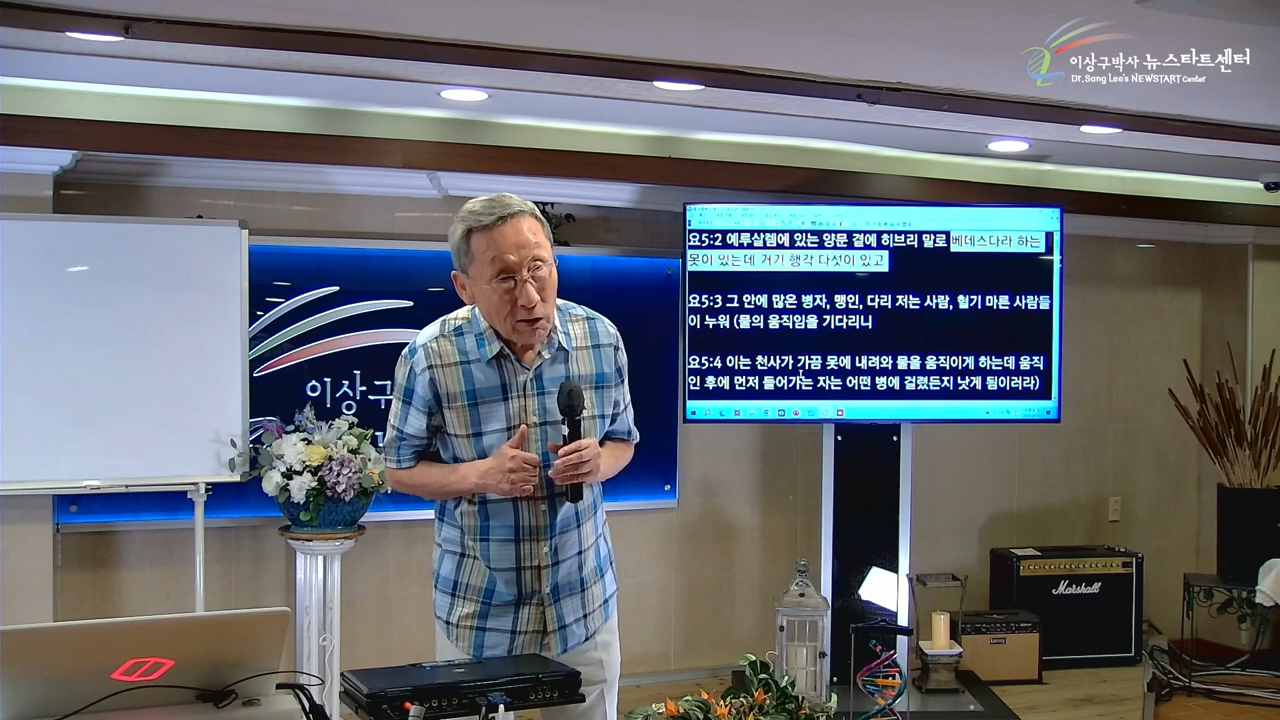 이상구박사 뉴스타트센터
Dr. Sang Lee's NEWSTART Center
요5:2 예루살렘에 있는 양문 곁에 히브리 말로 베데스다라 하는
못이 있는데 거기 행각 다섯이 있고
요5:3 그 안에 많은 병자, 맹인, 다리 저는 사람, 혈기 마른 사람들
이 누워 (물의 움직임을 기다리니
요5:4 이는 천사가 가끔 못에 내려와 물을 움직이게 하는데 움직
인 후에 먼저 들어가는 자는 어떤 병에 걸렸든지 낫게 됨이러라)
이상구
Marshall
Laney